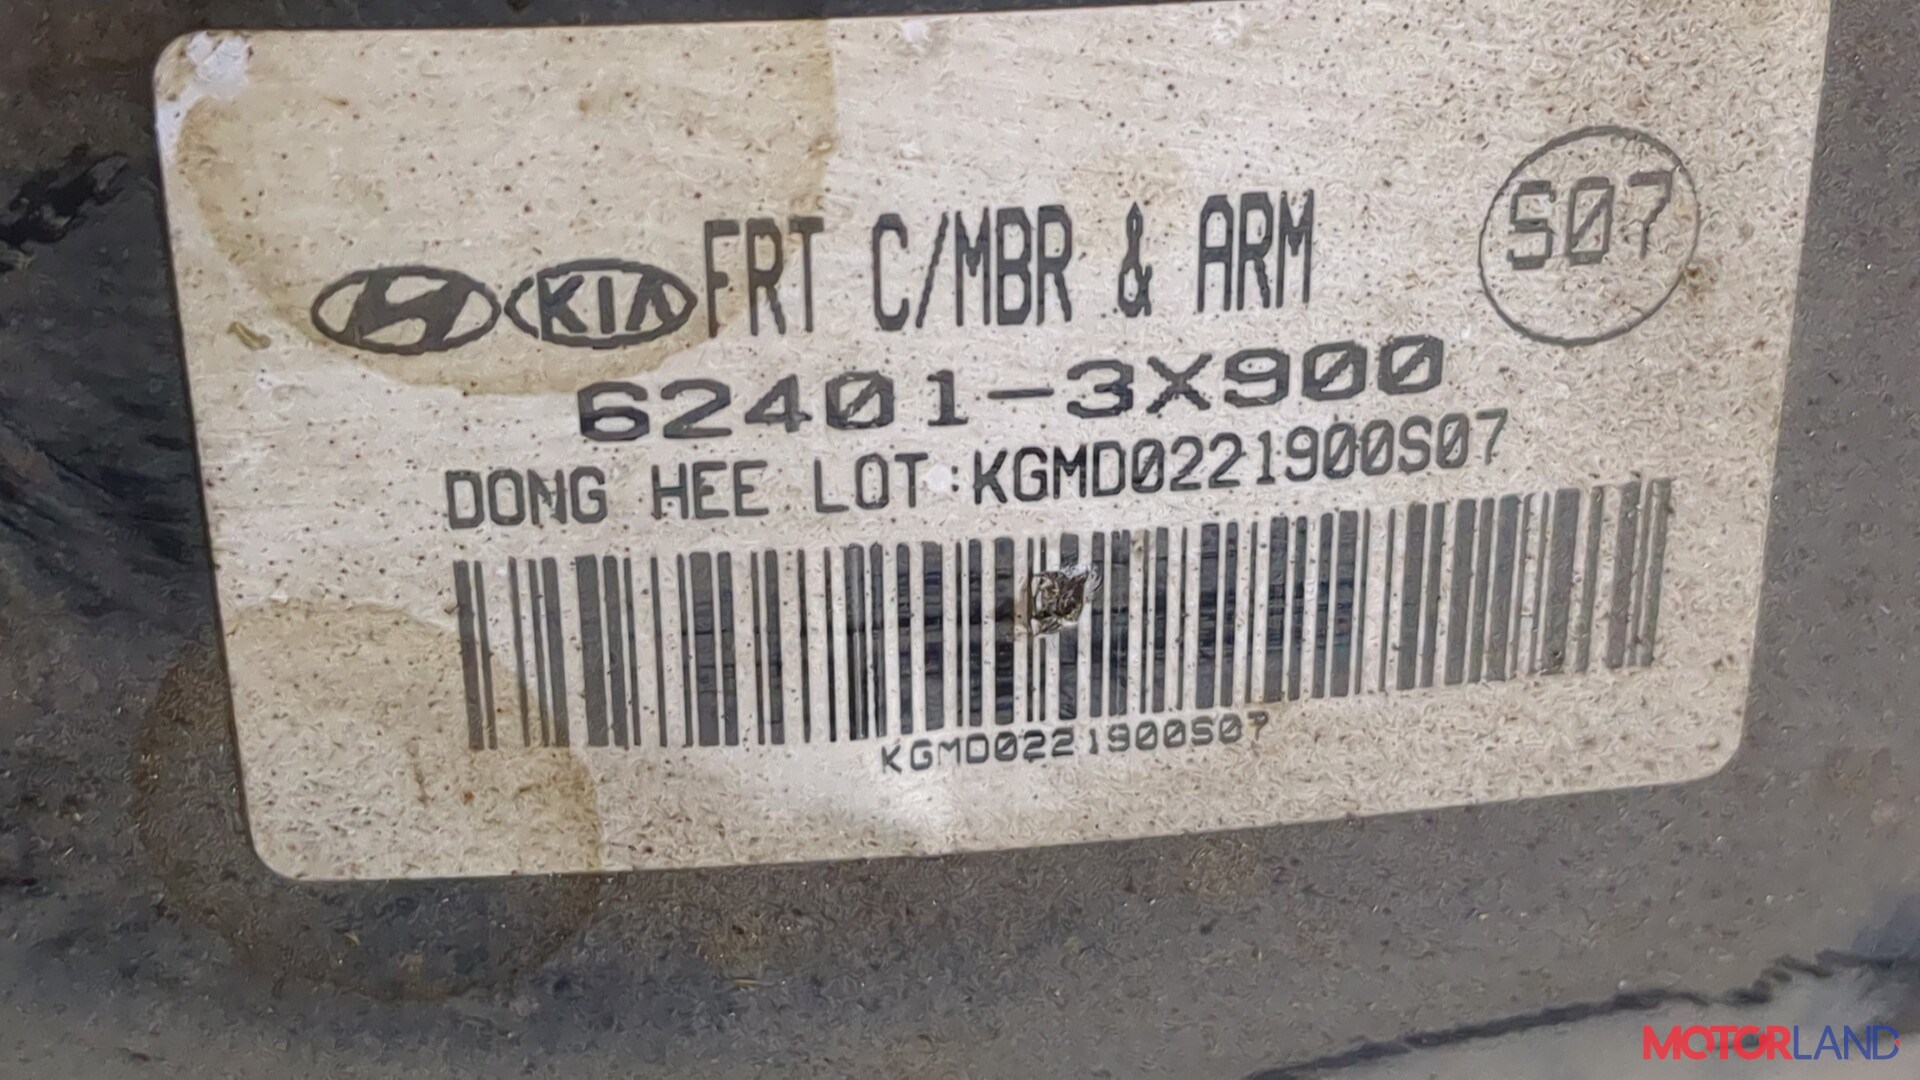 S07
KIA FRT C/MBR & ARM
62401-3X900
DONG HEE LOT:KGMD0221900S07
KGMD0221900S07
MOTORLAND